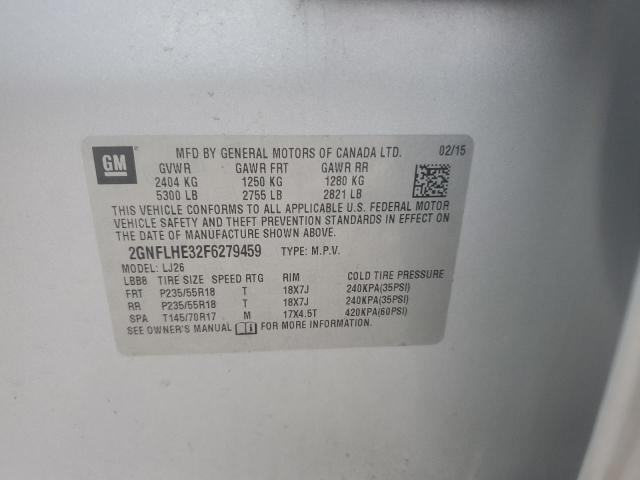 GM
MFD BY GENERAL MOTORS OF CANADA LTD. 02/15
GVWR GAWR FRT GAWR RR
2404 KG 1250 KG 1280 KG
5300 LB 2755 LB 2821 LB
THIS VEHICLE CONFORMS TO ALL APPLICABLE U.S. FEDERAL MOTOR
VEHICLE SAFETY AND THEFT PREVENTION STANDARDS IN EFFECT ON
THE DATE OF MANUFACTURE SHOWN ABOVE.
2GNFLHE32F6279459 TYPE: M.P.V.
MODEL: LJ26
LBB8 TIRE SIZE SPEED RTG RIM COLD TIRE PRESSURE
FRT P235/55R18 T 18X7J 240KPA(35PSI)
RR P235/55R18 T 18X7J 240KPA(35PSI)
SPA T145/70R17 M 17X4.5T 420KPA(60PSI)
SEE OWNER'S MANUAL FOR MORE INFORMATION.